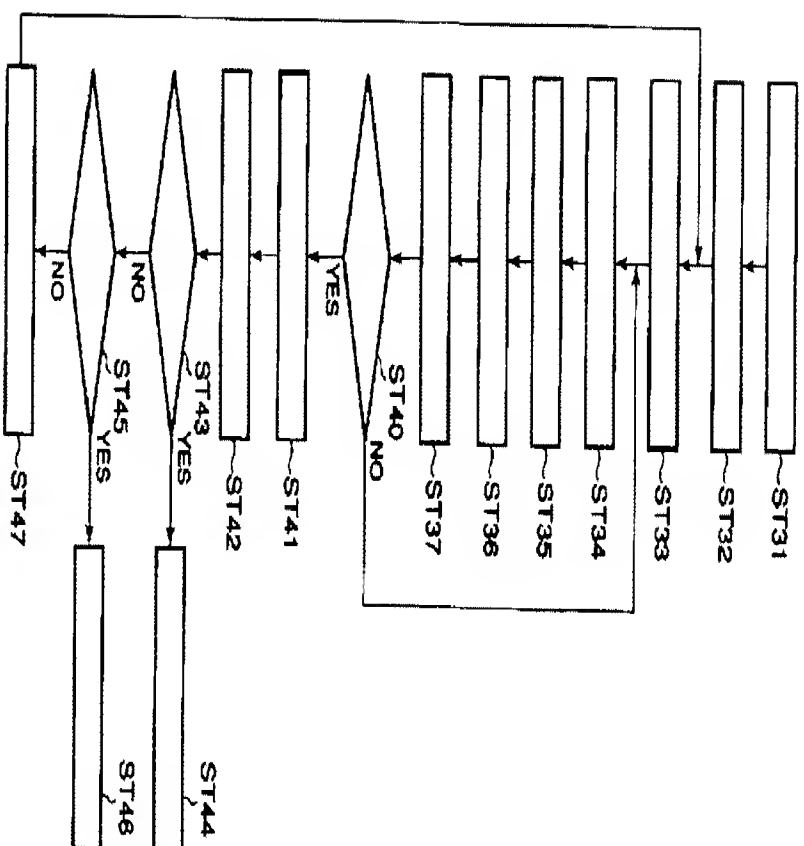 ST31
ST32
ST33
ST34
ST35
ST36
ST37
ST40
NO
YES
ST41
ST42
ST43
YES
NO
ST44
ST45
YES
NO
ST46
ST47